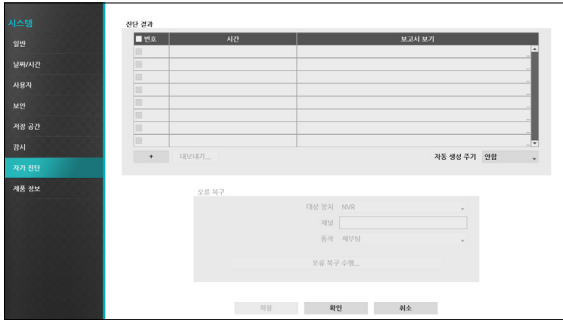 시스템
일반
날짜/시간
사용자
보안
저장 공간
감시
자가 진단
제품 정보
진단 결과
번호 시간 보고서 보기
+ 내보내기... 자동 생성 주기 안함
오류 복구
대상 장치 NVR
채널
동작 재부팅
오류 복구 수행...
적용 확인 취소